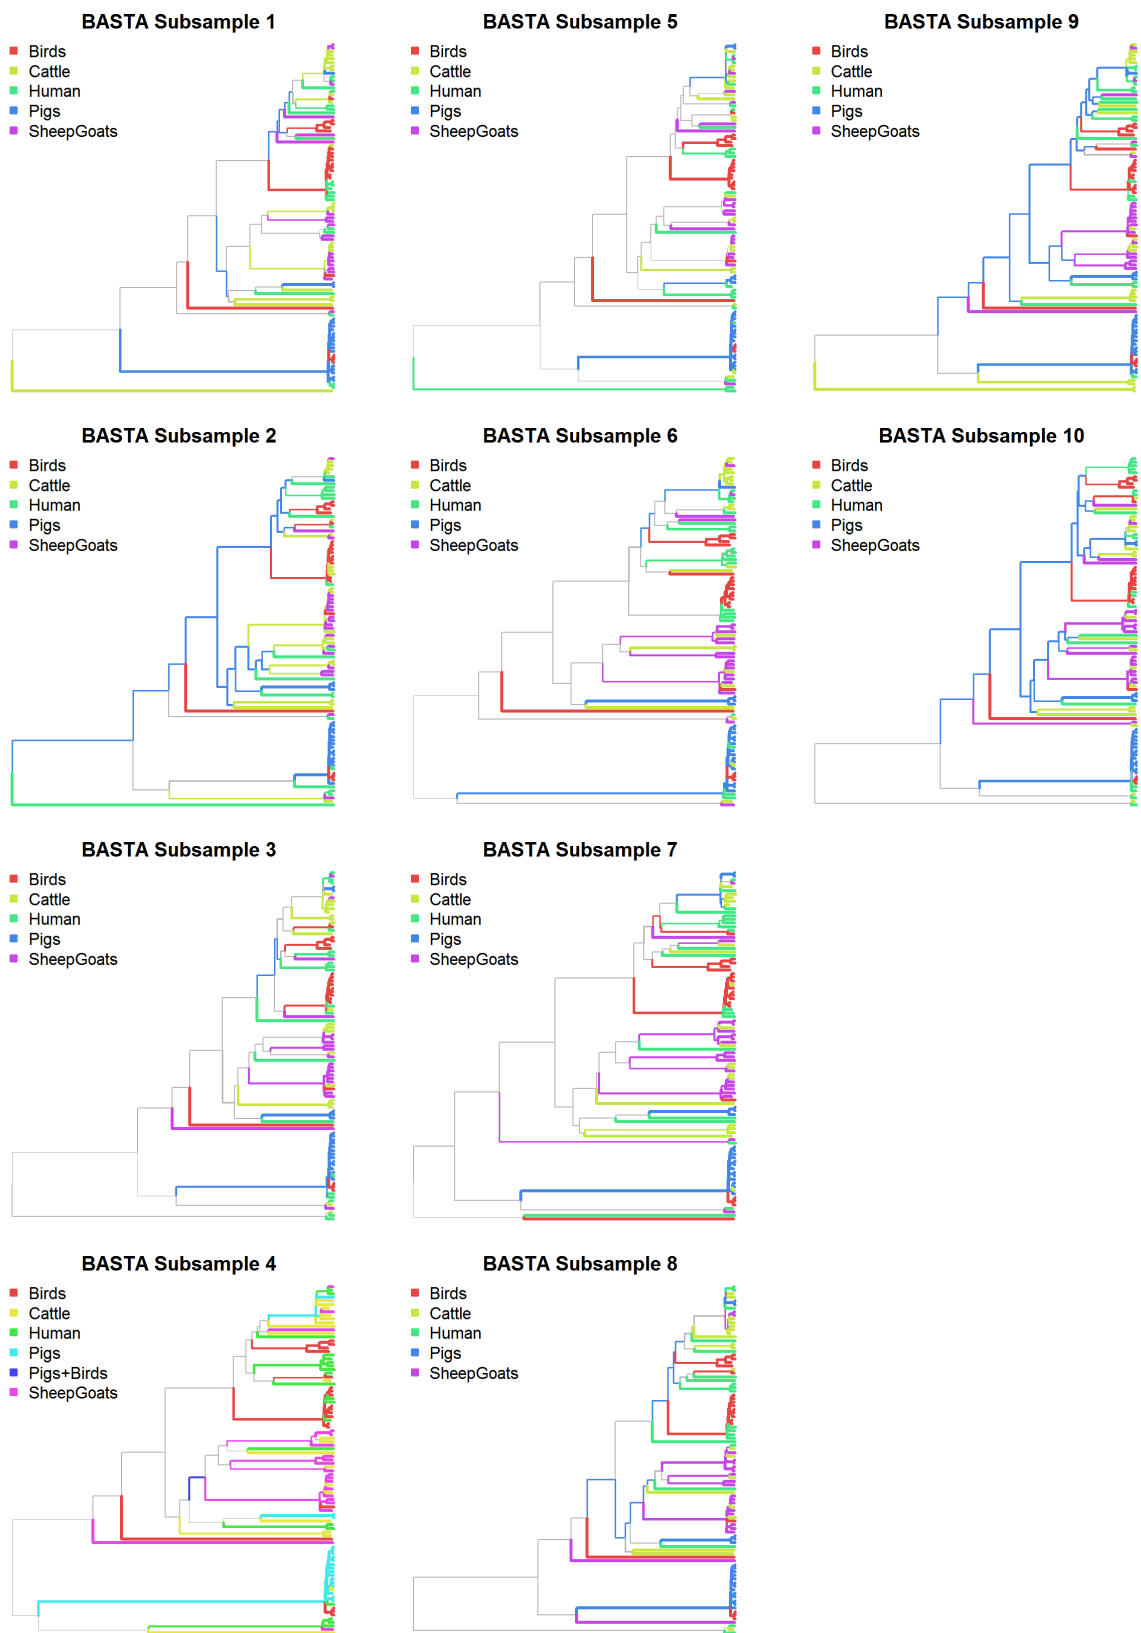 BASTA Subsample 1
Birds
Cattle
Human
Pigs
SheepGoats
BASTA Subsample 5
Birds
Cattle
Human
Pigs
SheepGoats
BASTA Subsample 9
Birds
Cattle
Human
Pigs
SheepGoats
BASTA Subsample 2
Birds
Cattle
Human
Pigs
SheepGoats
BASTA Subsample 6
Birds
Cattle
Human
Pigs
SheepGoats
BASTA Subsample 10
Birds
Cattle
Human
Pigs
SheepGoats
BASTA Subsample 3
Birds
Cattle
Human
Pigs
SheepGoats
BASTA Subsample 7
Birds
Cattle
Human
Pigs
SheepGoats
BASTA Subsample 4
Birds
Cattle
Human
Pigs
Pigs+Birds
SheepGoats
BASTA Subsample 8
Birds
Cattle
Human
Pigs
SheepGoats